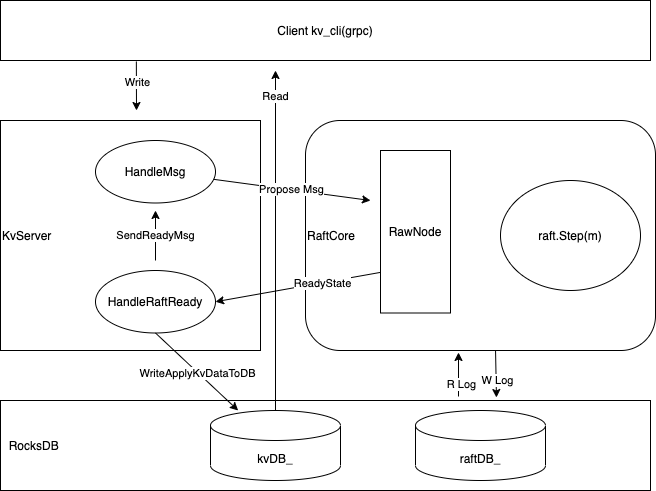 Client kv_cli(grpc)
Write
Read
HandleMsg
Propose Msg
KvServer
SendReadyMsg
RaftCore
RawNode
raft.Step(m)
ReadyState
HandleRaftReady
WriteApplyKvDataToDB
R Log
W Log
RocksDB
kvDB_
raftDB_